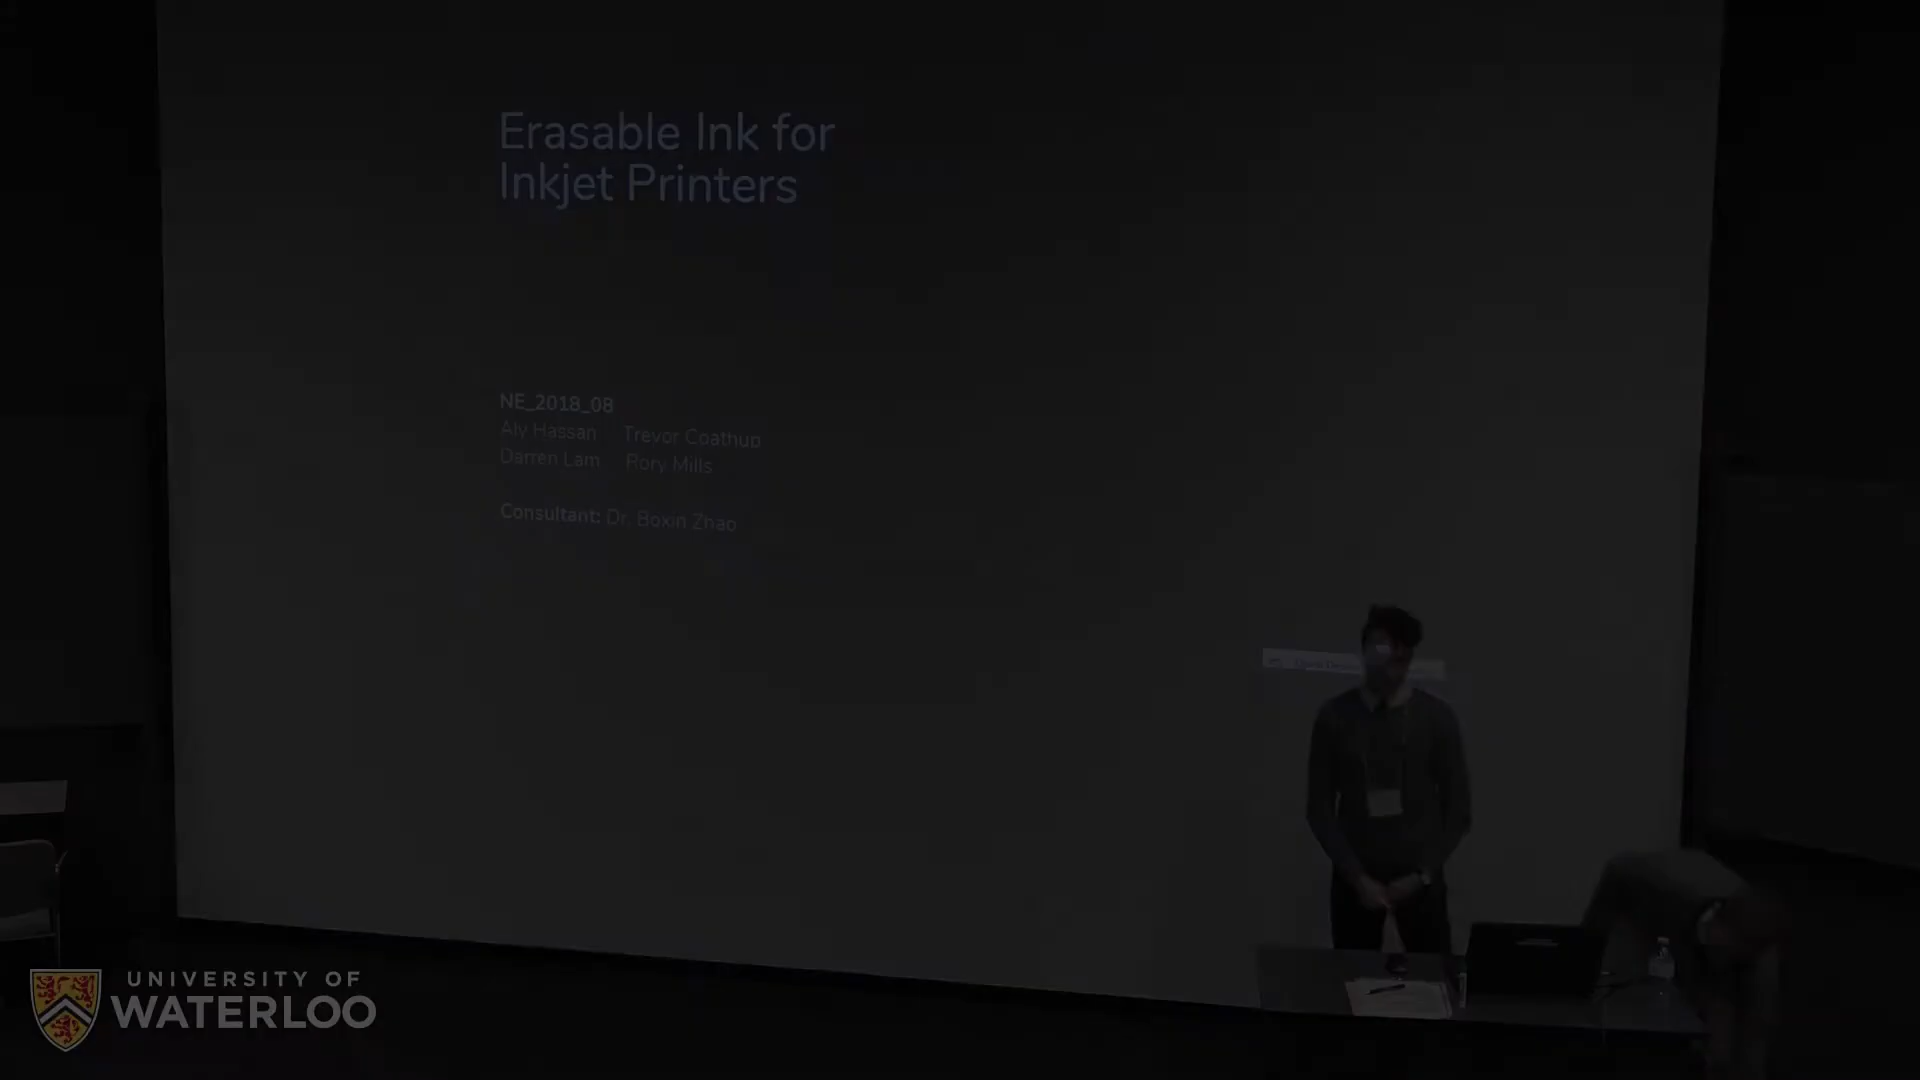 Erasable Ink for
Inkjet Printers
NE_2018_08
Aly Hassan Trevor Coathup
Darren Lam Rory Mills
Consultant: Dr. Boxin Zhao
UNIVERSITY OF
WATERLOO